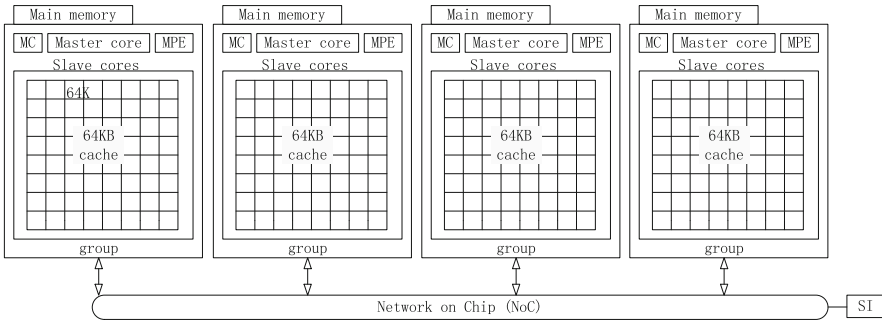 Main memory
Main memory
Main memory
Main memory
MC Master core MPE
MC Master core MPE
MC Master core MPE
MC Master core MPE
Slave cores
Slave cores
Slave cores
Slave cores
64K
64KB
cache
64KB
cache
64KB
cache
64KB
cache
group
group
group
group
Network on Chip (NoC)
SI